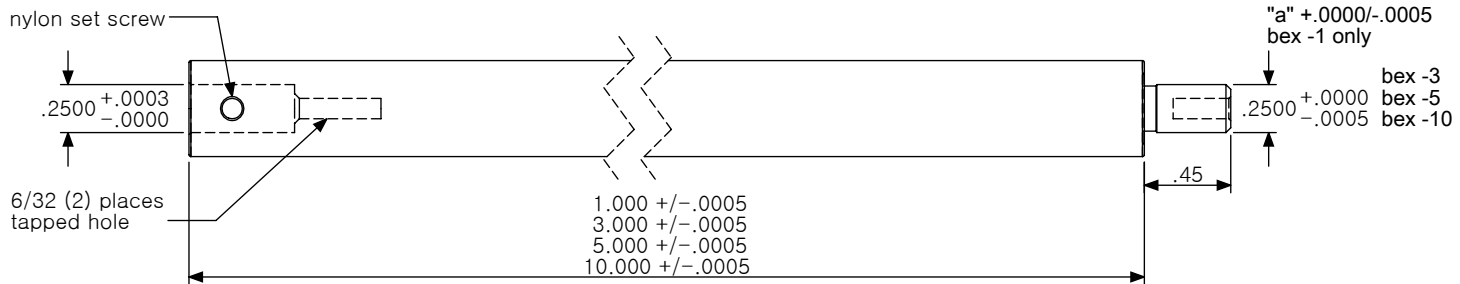 nylon set screw
.2500 +.0003
-.0000
6/32 (2) places
tapped hole
1.000 +/-.0005
3.000 +/-.0005
5.000 +/-.0005
10.000 +/-.0005
"a" +.0000/-.0005
bex -1 only
bex -3
.2500 +.0000 bex -5
-.0005 bex -10
.45